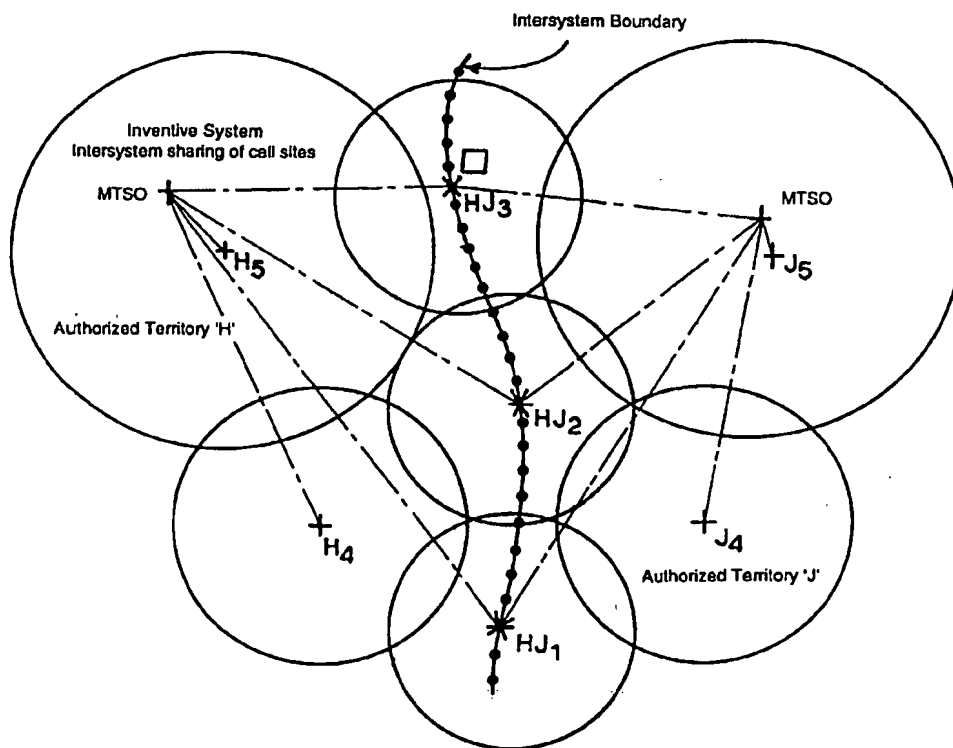 Intersystem Boundary
Inventive System
Intersystem sharing of cell sites
MTSO
HJ3
MTSO
H5
J5
Authorized Territory 'H'
HJ2
H4
J4
Authorized Territory 'J'
HJ1